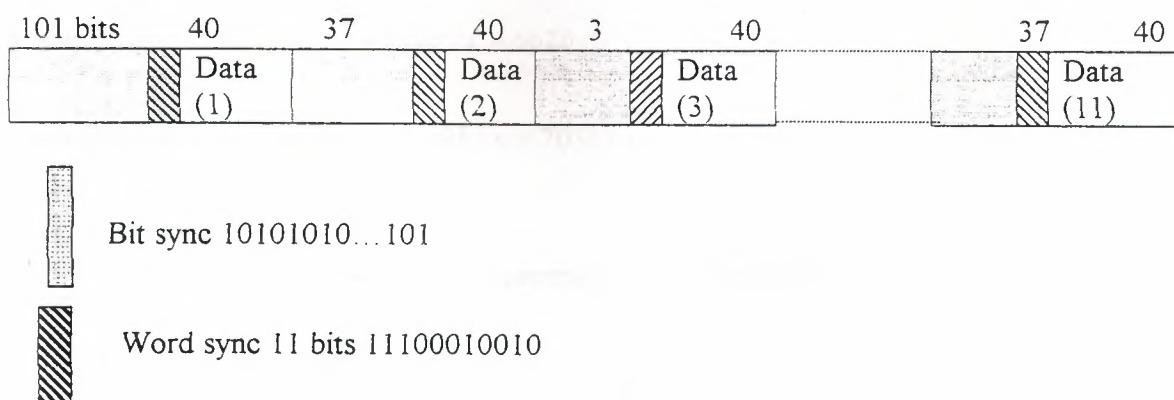 101 bits 40 37 40 3 40 37 40
Data Data Data Data
(1) (2) (3) (11)
Bit sync 10101010...101
Word sync 11 bits 11100010010